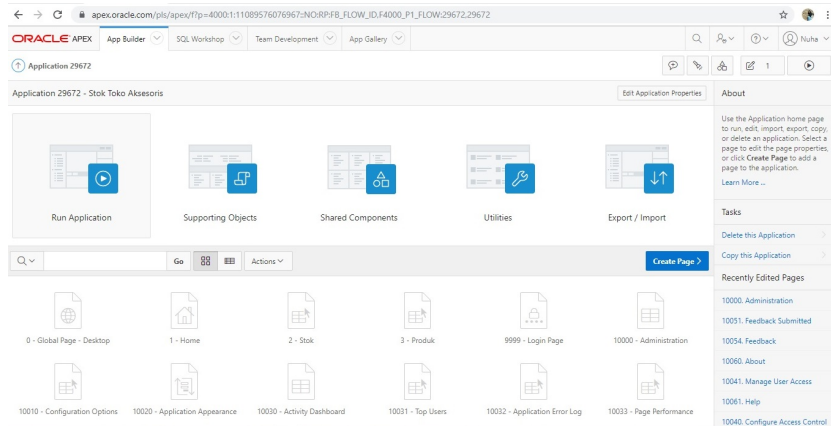 apex.oracle.com/pls/apex/f?p=4000:1:11089576076967::NO:RP:FB_FLOW_ID,F4000_P1_FLOW:29672,29672
ORACLE APEX App Builder SQL Workshop Team Development App Gallery Nuha
Application 29672 1
Application 29672 - Stok Toko Aksesoris Edit Application Properties
Run Application Supporting Objects Shared Components Utilities Export / Import
Go Actions Create Page >
0 - Global Page - Desktop 1 - Home 2 - Stok 3 - Produk 9999 - Login Page 10000 - Administration
10010 - Configuration Options 10020 - Application Appearance 10030 - Activity Dashboard 10031 - Top Users 10032 - Application Error Log 10033 - Page Performance
About
Use the Application home page
to run, edit, import, export, copy,
or delete an application. Select a
page to edit the page properties,
or click Create Page to add a
page to the application.
Learn More ...
Tasks
Delete this Application
Copy this Application
Recently Edited Pages
10000. Administration
10051. Feedback Submitted
10054. Feedback
10060. About
10041. Manage User Access
10061. Help
10040. Configure Access Control